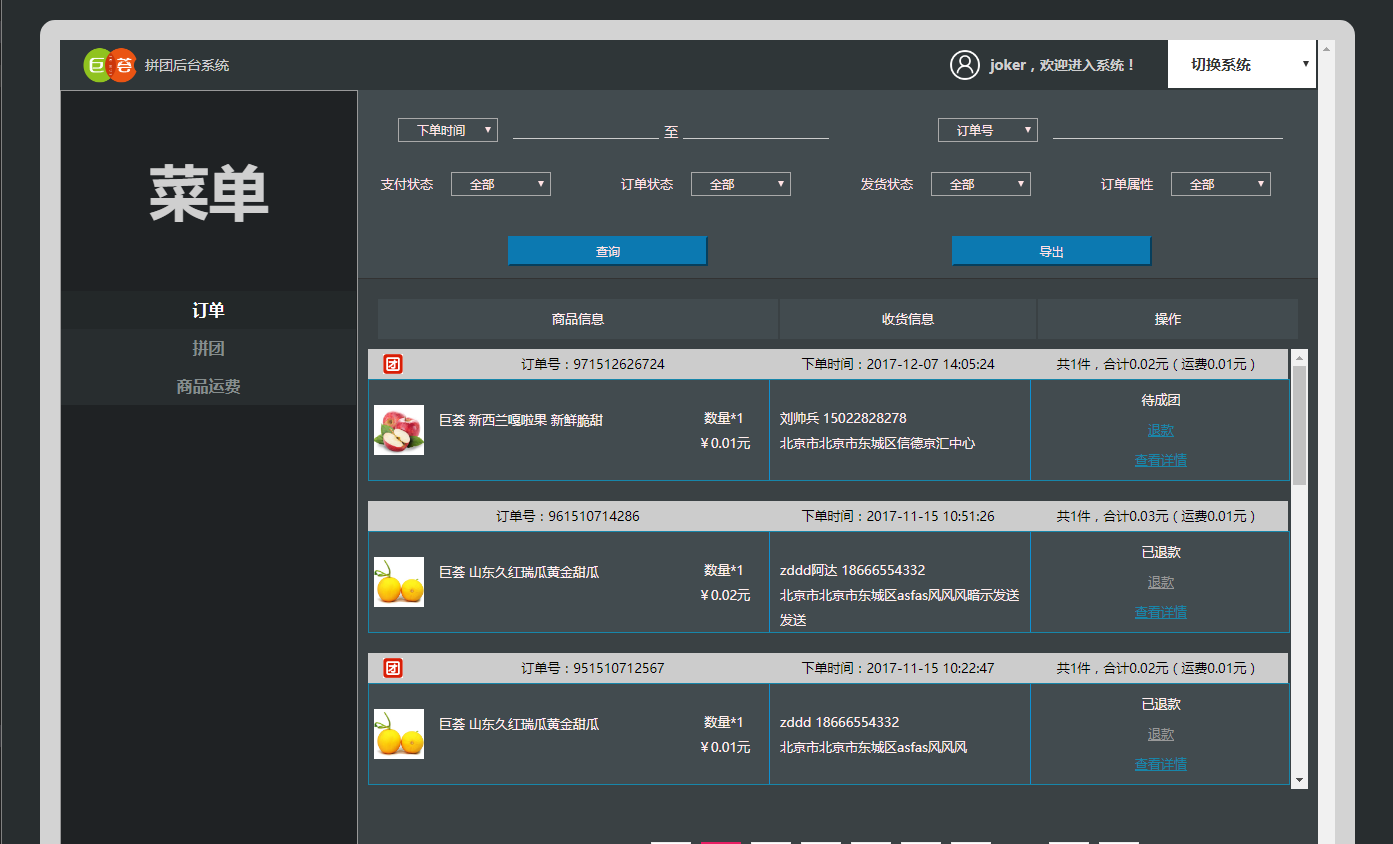 巨荟 拼团后台系统
joker，欢迎进入系统！
切换系统
菜单
订单
拼团
商品运费
下单时间 至 订单号
支付状态 全部 订单状态 全部 发货状态 全部 订单属性 全部
查询 导出
商品信息 收货信息 操作
团 订单号：971512626724 下单时间：2017-12-07 14:05:24 共1件，合计0.02元（运费0.01元）
巨荟 新西兰嘎啦果 新鲜脆甜
数量*1
￥0.01元
刘帅兵 15022828278
北京市北京市东城区信德京汇中心
待成团
退款
查看详情
订单号：961510714286 下单时间：2017-11-15 10:51:26 共1件，合计0.03元（运费0.01元）
巨荟 山东久红瑞瓜黄金甜瓜
数量*1
￥0.02元
zddd阿达 18666554332
北京市北京市东城区asfas风风风暗示发送
发送
已退款
退款
查看详情
团 订单号：951510712567 下单时间：2017-11-15 10:22:47 共1件，合计0.02元（运费0.01元）
巨荟 山东久红瑞瓜黄金甜瓜
数量*1
￥0.01元
zddd 18666554332
北京市北京市东城区asfas风风风
已退款
退款
查看详情